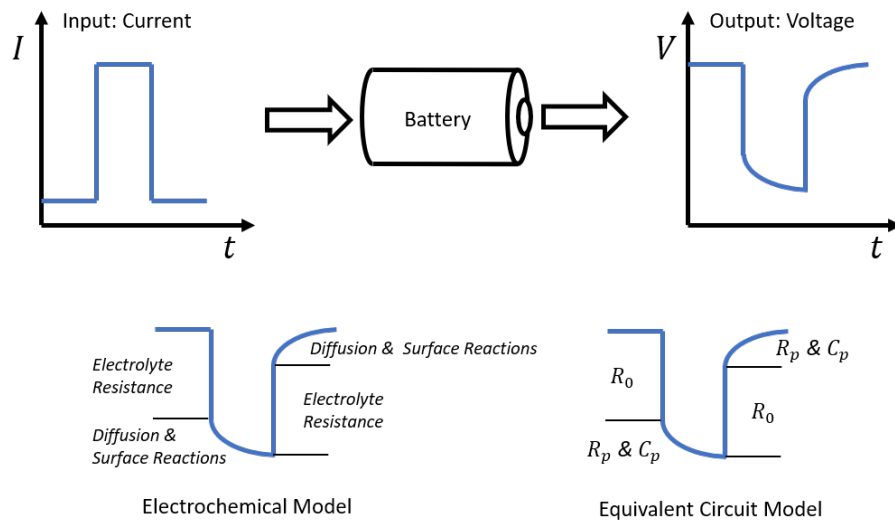 Input: Current
I
t
Battery
Output: Voltage
V
t
Electrolyte
Resistance
Diffusion &
Surface Reactions
Diffusion & Surface Reactions
Electrolyte
Resistance
Electrochemical Model
R₀
Rₚ & Cₚ
Rₚ & Cₚ
R₀
Equivalent Circuit Model